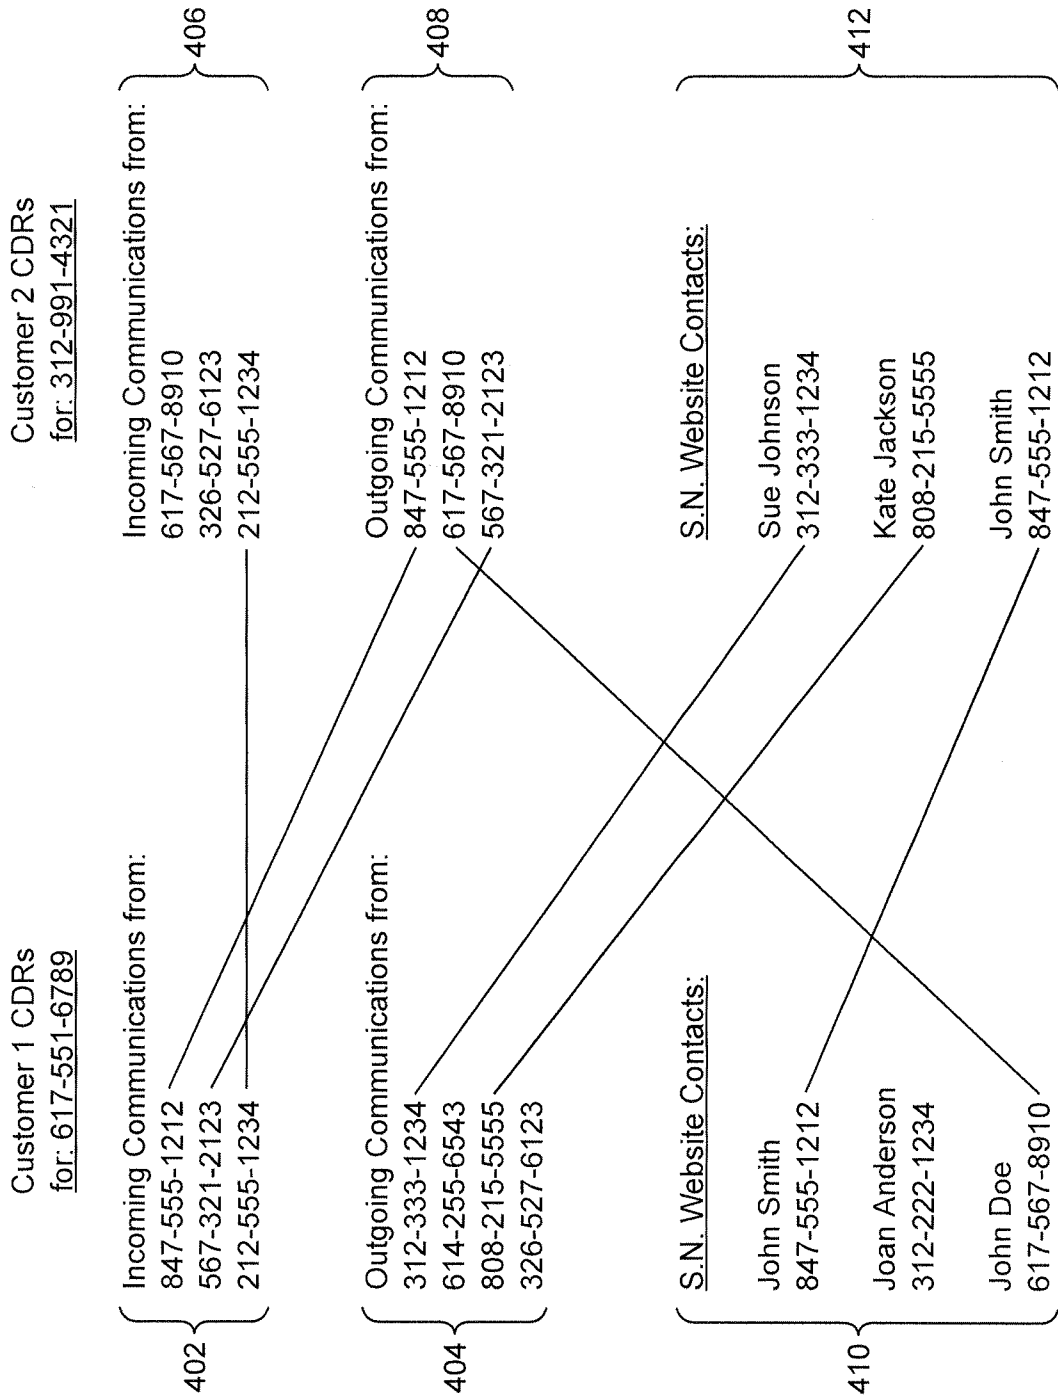 Customer 1 CDRs
for: 617-551-6789
402
Incoming Communications from:
847-555-1212
567-321-2123
212-555-1234
404
Outgoing Communications from:
312-333-1234
614-255-6543
808-215-5555
326-527-6123
410
S.N. Website Contacts:
John Smith
847-555-1212
Joan Anderson
312-222-1234
John Doe
617-567-8910
Customer 2 CDRs
for: 312-991-4321
Incoming Communications from:
617-567-8910
326-527-6123
212-555-1234
406
Outgoing Communications from:
847-555-1212
617-567-8910
567-321-2123
408
S.N. Website Contacts:
Sue Johnson
312-333-1234
Kate Jackson
808-215-5555
John Smith
847-555-1212
412